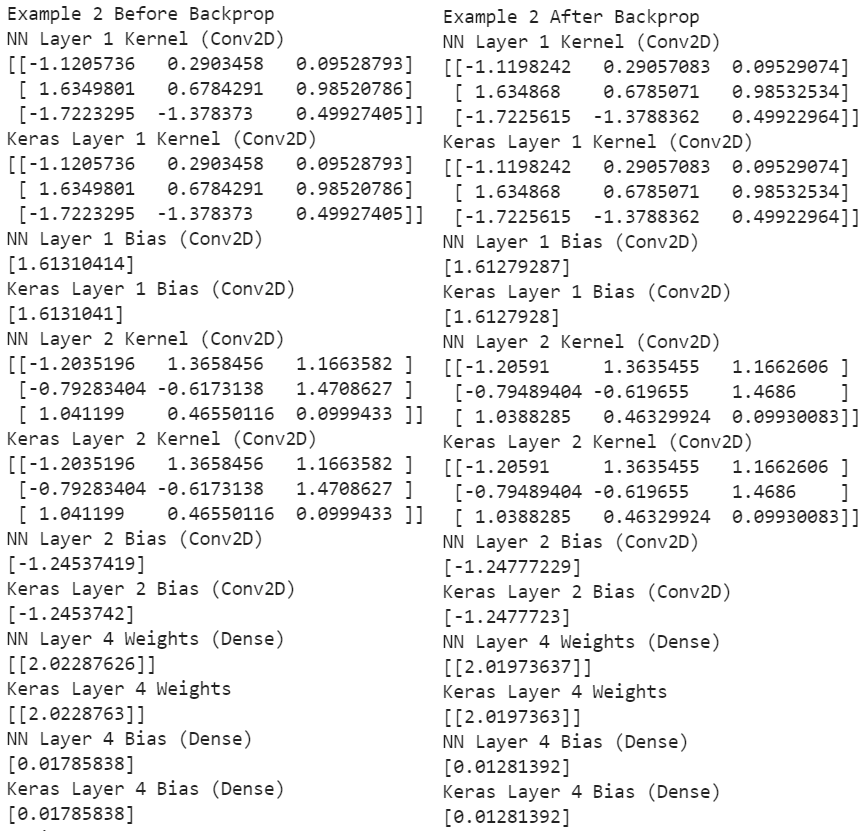 Example 2 Before Backprop
NN Layer 1 Kernel (Conv2D)
[[-1.1205736   0.2903458   0.09528793]
 [ 1.6349801   0.6784291   0.98520786]
 [-1.7223295  -1.378373    0.49927405]]
Keras Layer 1 Kernel (Conv2D)
[[-1.1205736   0.2903458   0.09528793]
 [ 1.6349801   0.6784291   0.98520786]
 [-1.7223295  -1.378373    0.49927405]]
NN Layer 1 Bias (Conv2D)
[1.61310414]
Keras Layer 1 Bias (Conv2D)
[1.6131041]
NN Layer 2 Kernel (Conv2D)
[[-1.2035196   1.3658456   1.1663582 ]
 [-0.79283404 -0.6173138   1.4708627 ]
 [ 1.041199    0.46550116  0.0999433 ]]
Keras Layer 2 Kernel (Conv2D)
[[-1.2035196   1.3658456   1.1663582 ]
 [-0.79283404 -0.6173138   1.4708627 ]
 [ 1.041199    0.46550116  0.0999433 ]]
NN Layer 2 Bias (Conv2D)
[-1.24537419]
Keras Layer 2 Bias (Conv2D)
[-1.2453742]
NN Layer 4 Weights (Dense)
[[2.02287626]]
Keras Layer 4 Weights
[[2.0228763]]
NN Layer 4 Bias (Dense)
[0.01785838]
Keras Layer 4 Bias (Dense)
[0.01785838]
Example 2 After Backprop
NN Layer 1 Kernel (Conv2D)
[[-1.1198242   0.29057083  0.09529074]
 [ 1.634868    0.6785071   0.98532534]
 [-1.7225615  -1.3788362   0.49922964]]
Keras Layer 1 Kernel (Conv2D)
[[-1.1198242   0.29057083  0.09529074]
 [ 1.634868    0.6785071   0.98532534]
 [-1.7225615  -1.3788362   0.49922964]]
NN Layer 1 Bias (Conv2D)
[1.61279287]
Keras Layer 1 Bias (Conv2D)
[1.6127928]
NN Layer 2 Kernel (Conv2D)
[[-1.20591     1.3635455   1.1662606 ]
 [-0.79489404 -0.619655    1.4686    ]
 [ 1.0388285   0.46329924  0.09930083]]
Keras Layer 2 Kernel (Conv2D)
[[-1.20591     1.3635455   1.1662606 ]
 [-0.79489404 -0.619655    1.4686    ]
 [ 1.0388285   0.46329924  0.09930083]]
NN Layer 2 Bias (Conv2D)
[-1.24777229]
Keras Layer 2 Bias (Conv2D)
[-1.2477723]
NN Layer 4 Weights (Dense)
[[2.01973637]]
Keras Layer 4 Weights
[[2.0197363]]
NN Layer 4 Bias (Dense)
[0.01281392]
Keras Layer 4 Bias (Dense)
[0.01281392]